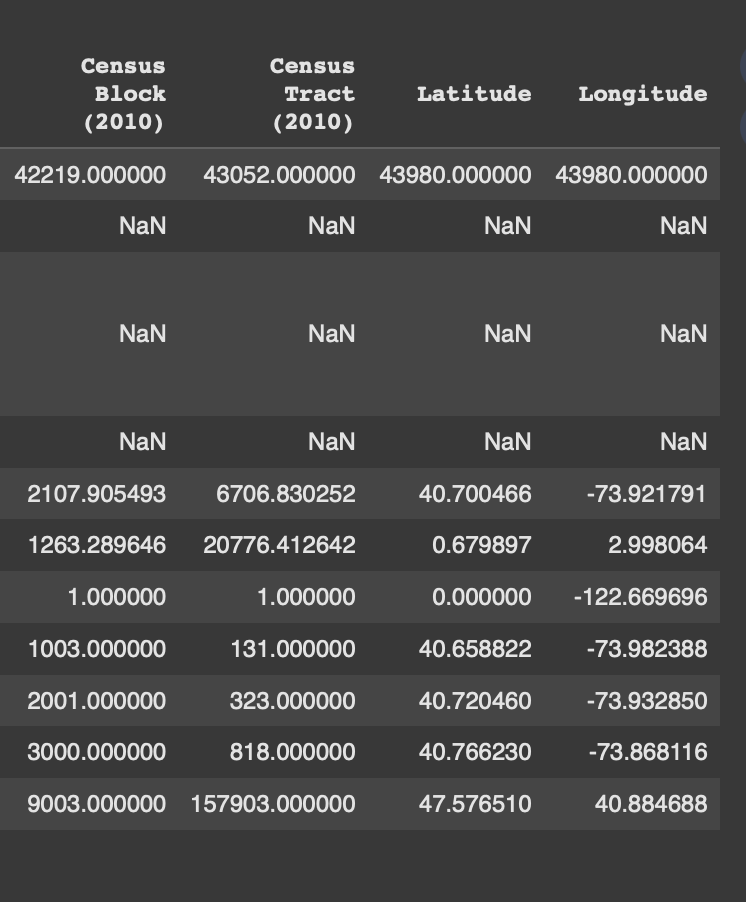 Census Block (2010) Census Tract (2010) Latitude Longitude
42219.000000 43052.000000 43980.000000 43980.000000
NaN NaN NaN NaN
NaN NaN NaN NaN
NaN NaN NaN NaN
2107.905493 6706.830252 40.700466 -73.921791
1263.289646 20776.412642 0.679897 2.998064
1.000000 1.000000 0.000000 -122.669696
1003.000000 131.000000 40.658822 -73.982388
2001.000000 323.000000 40.720460 -73.932850
3000.000000 818.000000 40.766230 -73.868116
9003.000000 157903.000000 47.576510 40.884688